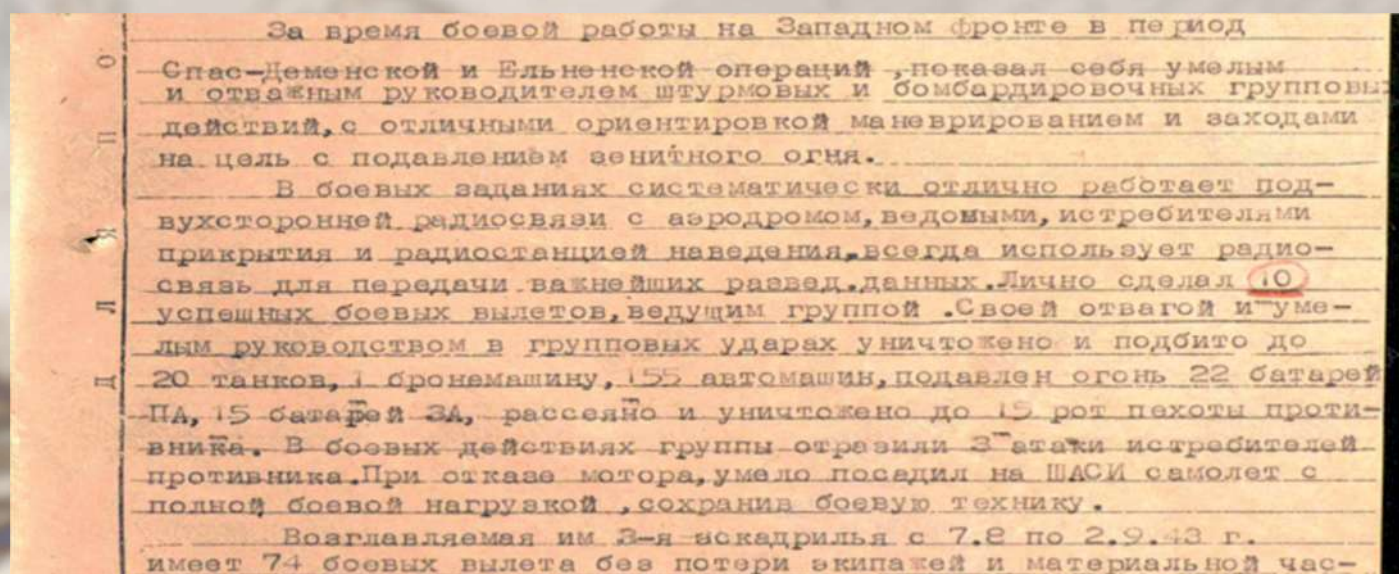 За время боевой работы на Западном фронте в период
Спас-Деменской и Ельненской операций ,показал себя умелым
и отважным руководителем штурмовых и бомбардировочных групповых
действий,с отличными ориентировкой маневрированием и заходами
на цель с подавлением зенитного огня.
В боевых заданиях систематически отлично работает под-
вухсторонней радиосвязи с аэродромом,ведомыми,истребителями
прикрытия и радиостанцией наведения,всегда использует радио-
связь для передачи важнейших развед.данных.Лично сделал 10
успешных боевых вылетов,ведущим группой .Своей отвагой и уме-
лым руководством в групповых ударах уничтожено и подбито до
20 танков, 1 бронемашину, 155 автомашин,подавлен огонь 22 батарей
ПА, 15 батарей ЗА, рассеяно и уничтожено до 15 рот пехоты проти-
вника. В боевых действиях группы отразили 3 атаки истребителей
противника.При отказе мотора,умело посадил на ШАСИ самолет с
полной боевой нагрузкой ,сохранив боевую технику.
Возглавляемая им 3-я эскадрилья с 7.8 по 2.9.43 г.
имеет 74 боевых вылета без потери экипажей и материальной час-
Д Л Я П О